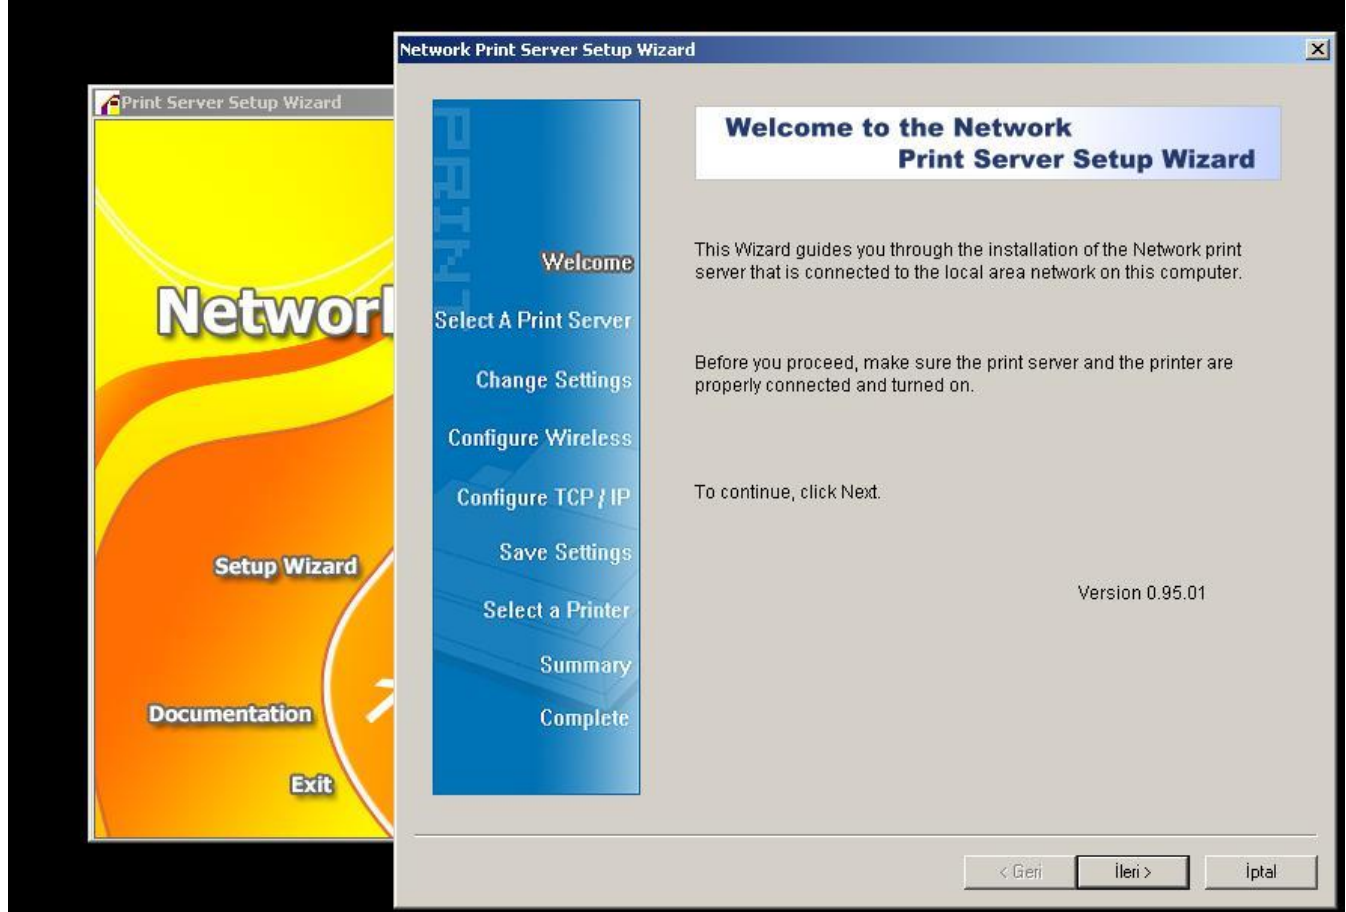 Network Print Server Setup Wizard
Print Server Setup Wizard
Network
Setup Wizard
Documentation
Exit
PRINT
Welcome
Select A Print Server
Change Settings
Configure Wireless
Configure TCP / IP
Save Settings
Select a Printer
Summary
Complete
Welcome to the Network
Print Server Setup Wizard
This Wizard guides you through the installation of the Network print
server that is connected to the local area network on this computer.
Before you proceed, make sure the print server and the printer are
properly connected and turned on.
To continue, click Next.
Version 0.95.01
< Geri
İleri >
İptal